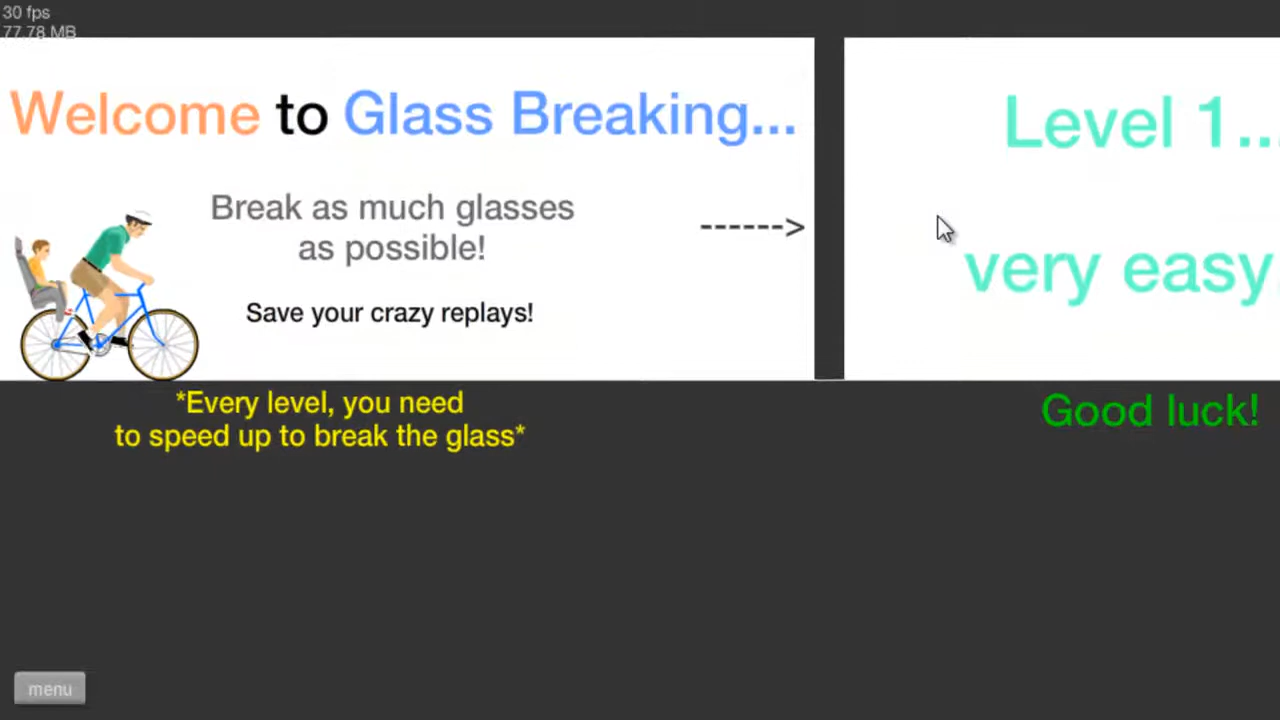 30 fps
77.78 MB
Welcome to Glass Breaking...
Break as much glasses
as possible!
------>
Save your crazy replays!
*Every level, you need
to speed up to break the glass*
Level 1...
very easy
Good luck!
menu